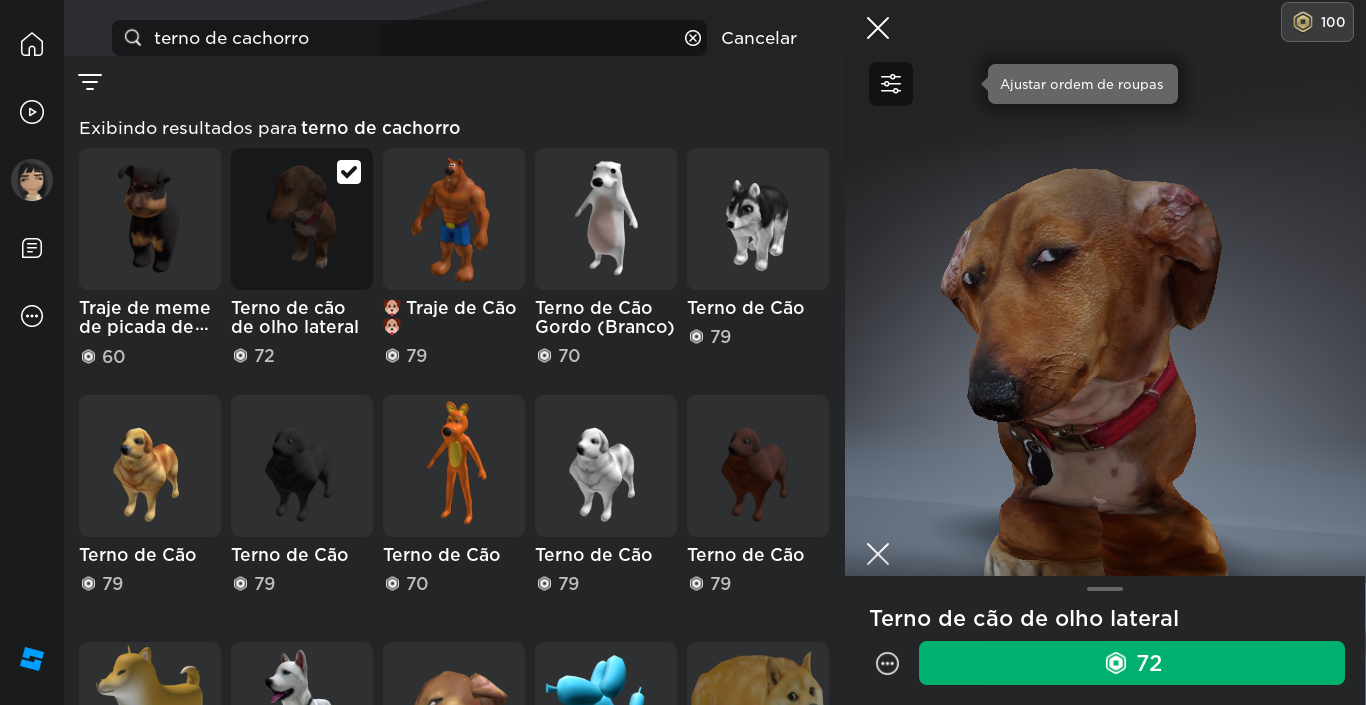 terno de cachorro
Cancelar
100
Ajustar ordem de roupas
Exibindo resultados para terno de cachorro
Traje de meme
de picada de...
60
Terno de cão
de olho lateral
72
Traje de Cão
79
Terno de Cão
Gordo (Branco)
70
Terno de Cão
79
Terno de Cão
79
Terno de Cão
79
Terno de Cão
70
Terno de Cão
79
Terno de Cão
79
Terno de cão de olho lateral
72